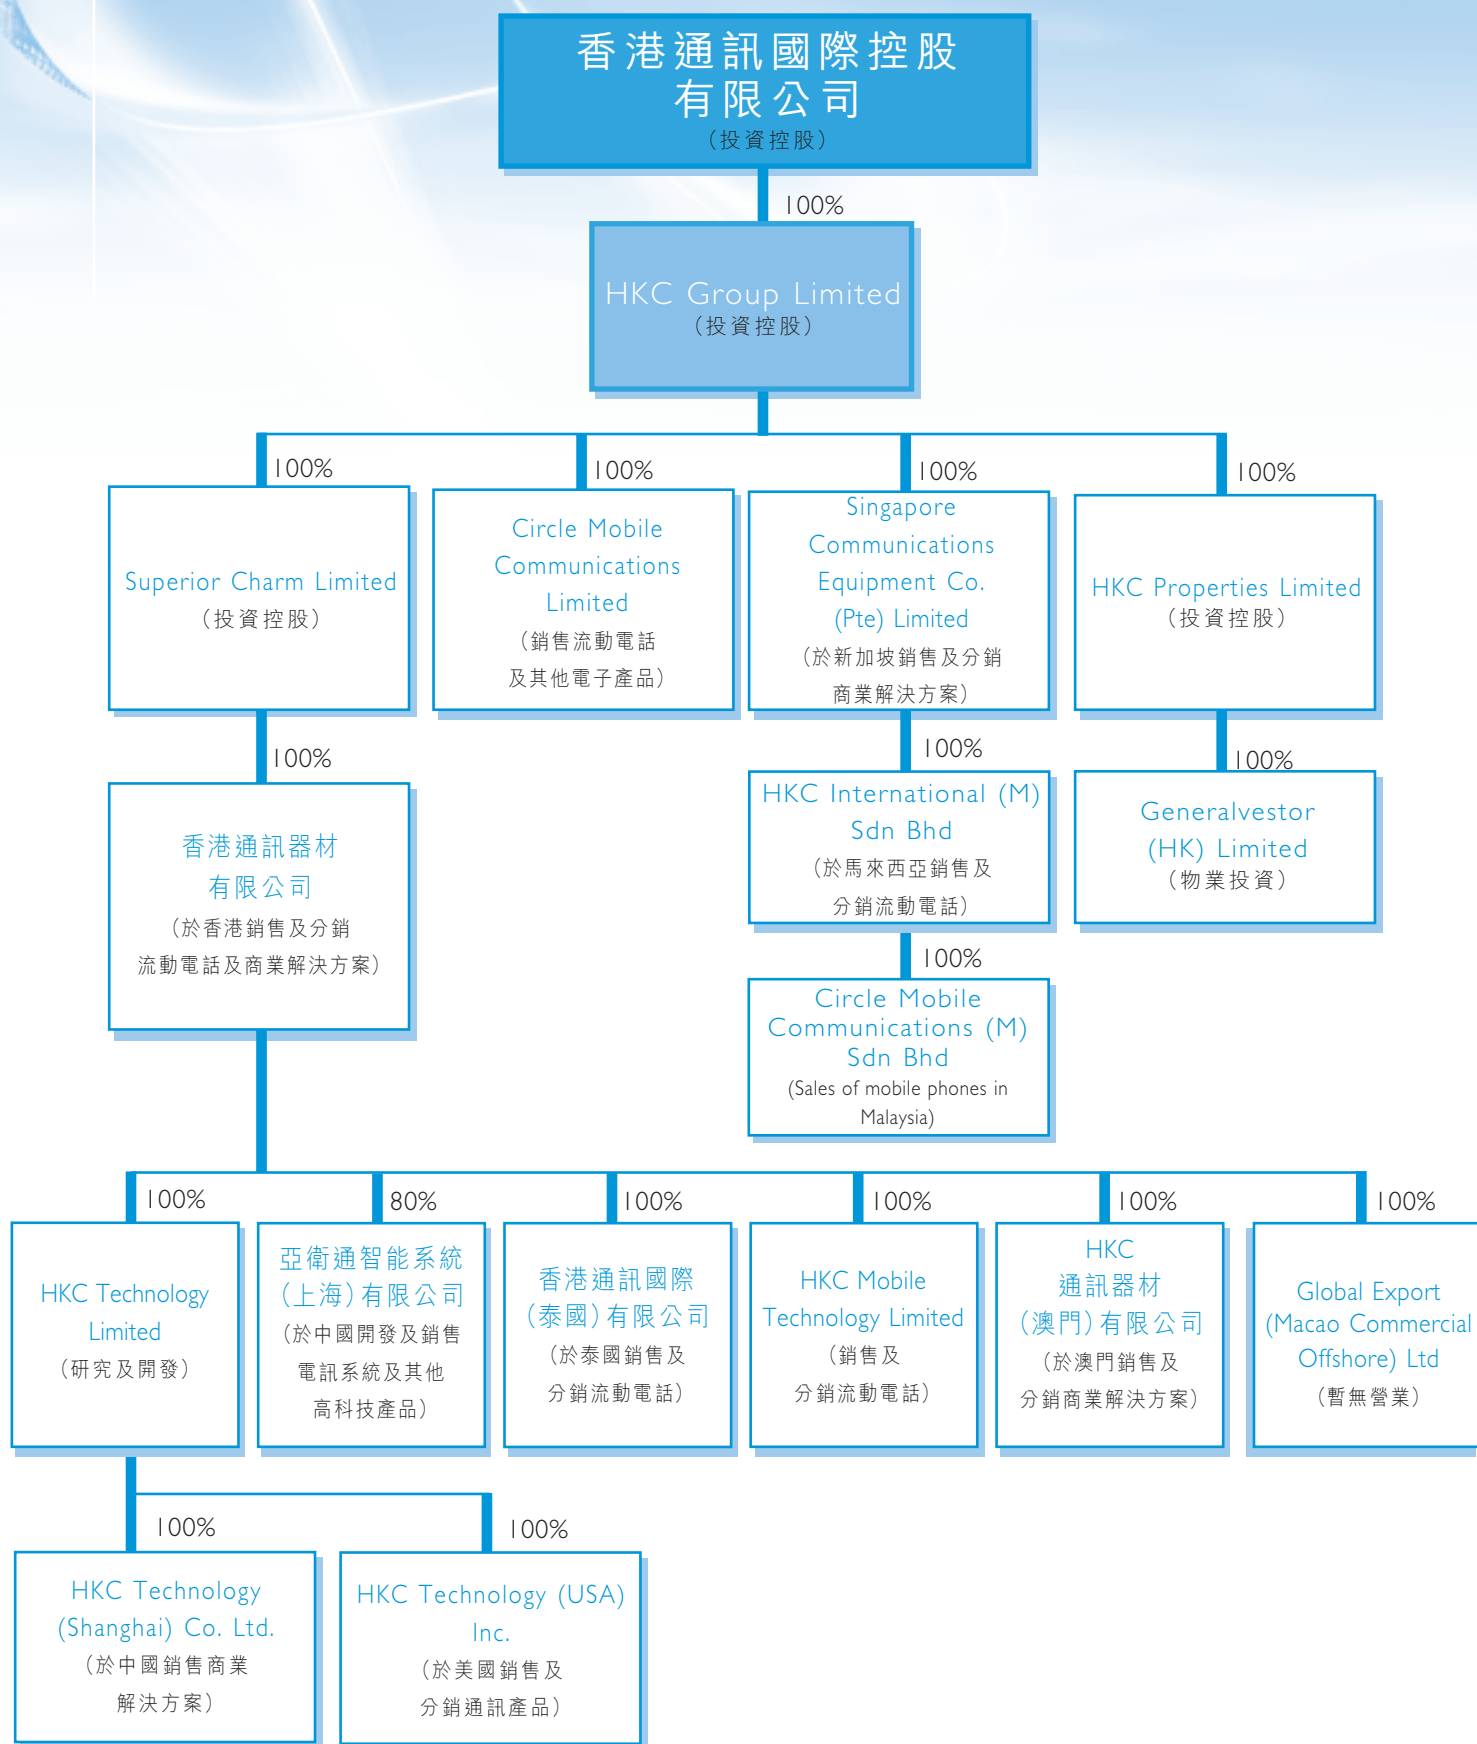 香港通訊國際控股
有限公司
（投資控股）
100%
HKC Group Limited
（投資控股）
100%
100%
100%
100%
Superior Charm Limited
（投資控股）
Circle Mobile
Communications
Limited
（銷售流動電話
及其他電子產品）
Singapore
Communications
Equipment Co.
(Pte) Limited
（於新加坡銷售及分銷
商業解決方案）
HKC Properties Limited
（投資控股）
100%
100%
100%
香港通訊器材
有限公司
（於香港銷售及分銷
流動電話及商業解決方案）
HKC International (M)
Sdn Bhd
（於馬來西亞銷售及
分銷流動電話）
Generalvestor
(HK) Limited
（物業投資）
100%
Circle Mobile
Communications (M)
Sdn Bhd
(Sales of mobile phones in
Malaysia)
100%
80%
100%
100%
100%
100%
HKC Technology
Limited
（研究及開發）
亞衛通智能系統
（上海）有限公司
（於中國開發及銷售
電訊系統及其他
高科技產品）
香港通訊國際
（泰國）有限公司
（於泰國銷售及
分銷流動電話）
HKC Mobile
Technology Limited
（銷售及
分銷流動電話）
HKC
通訊器材
（澳門）有限公司
（於澳門銷售及
分銷商業解決方案）
Global Export
(Macao Commercial
Offshore) Ltd
（暫無營業）
100%
100%
HKC Technology
(Shanghai) Co. Ltd.
（於中國銷售商業
解決方案）
HKC Technology (USA)
Inc.
（於美國銷售及
分銷通訊產品）